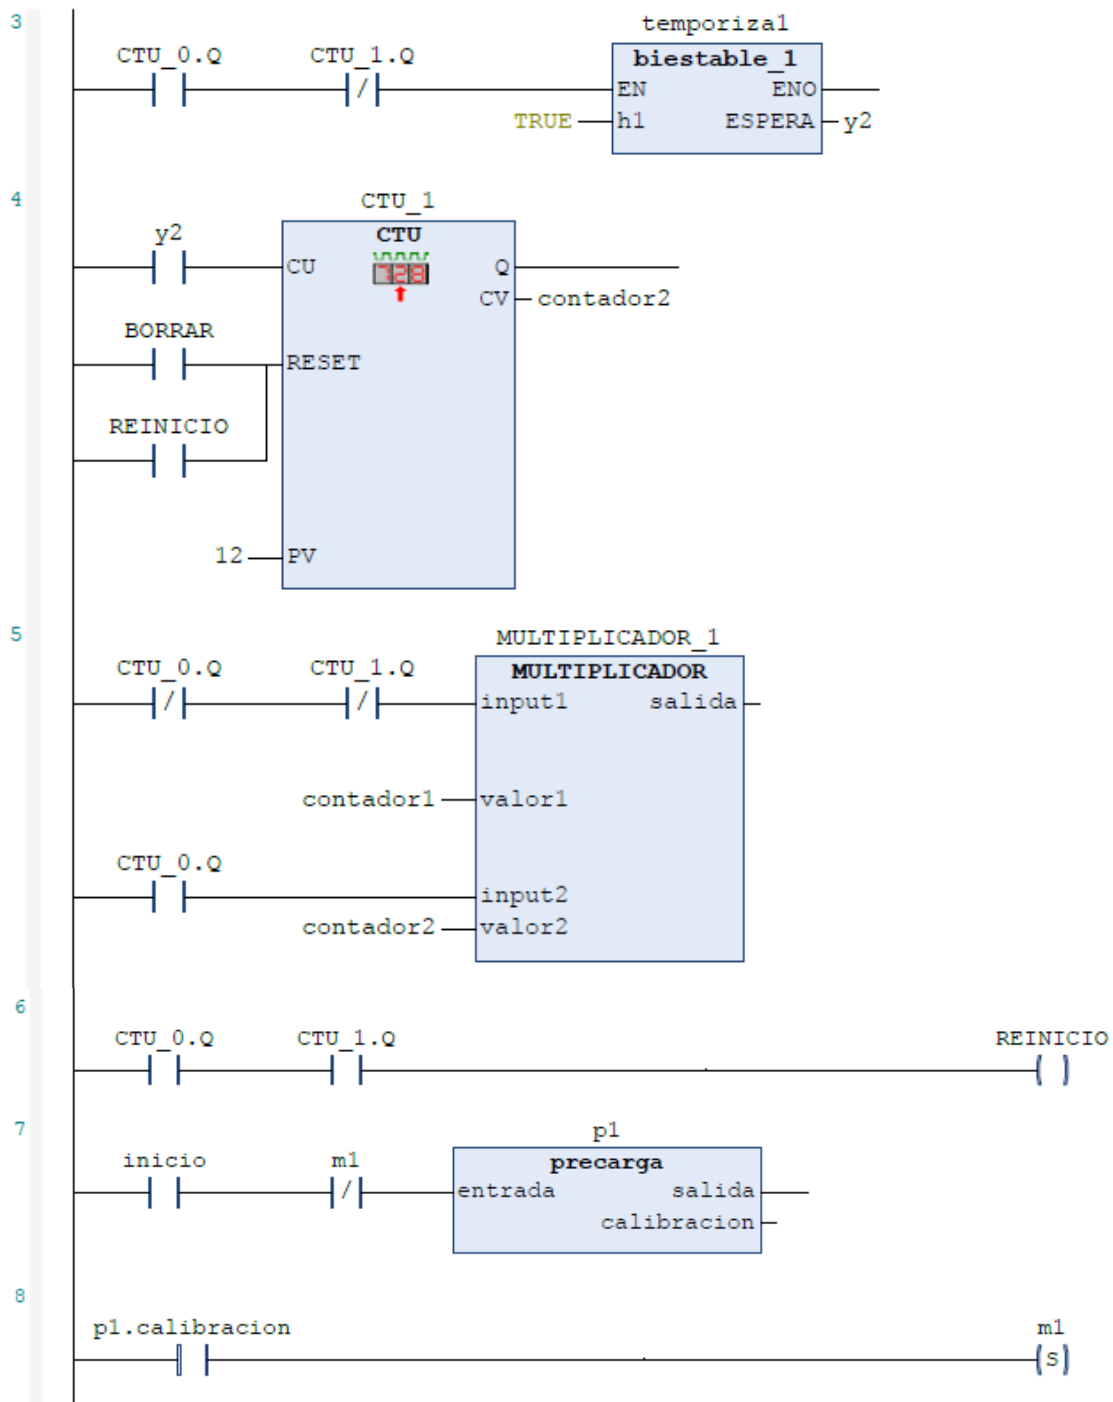 3
temporiza1
CTU_0.Q CTU_1.Q biestable_1
EN ENO
TRUE h1 ESPERA y2
4
CTU_1
y2 CTU
728
CU Q
CV contador2
BORRAR
RESET
REINICIO
12 PV
5
MULTIPLICADOR_1
CTU_0.Q CTU_1.Q MULTIPLICADOR
/ / input1 salida
contador1 valor1
CTU_0.Q
input2
contador2 valor2
6
CTU_0.Q CTU_1.Q REINICIO
7
p1
inicio m1 precarga
/ entrada salida
calibracion
8
p1.calibracion m1
S